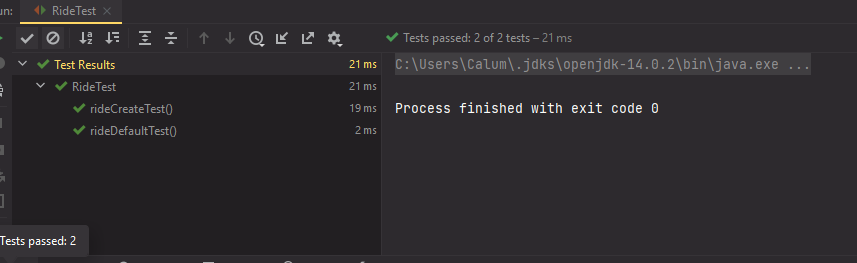 un:
RideTest
Tests passed: 2 of 2 tests – 21 ms
Test Results 21 ms
RideTest 21 ms
rideCreateTest() 19 ms
rideDefaultTest() 2 ms
C:\Users\Calum\.jdks\openjdk-14.0.2\bin\java.exe ...
Process finished with exit code 0
Tests passed: 2